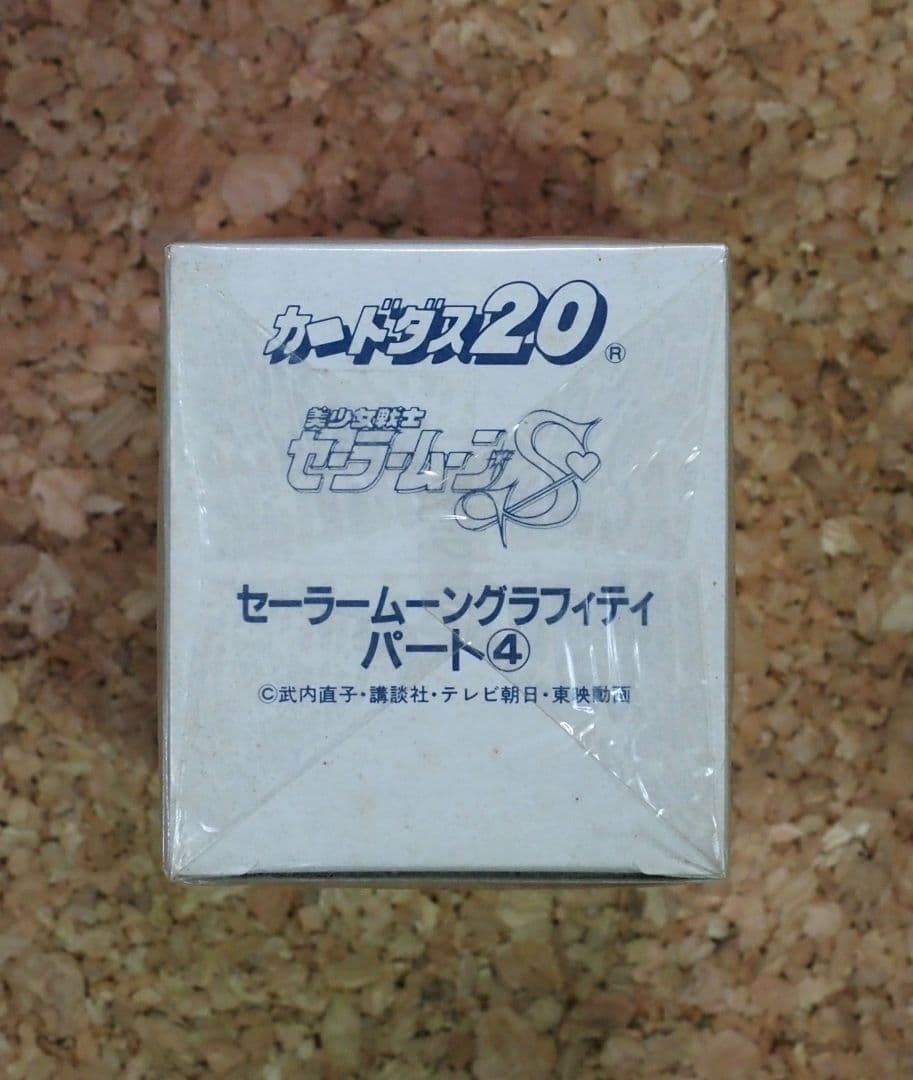 カードダス20®
美少女戦士
セーラームーンS
セーラームーングラフィティ
パート④
©武内直子・講談社・テレビ朝日・東映動画